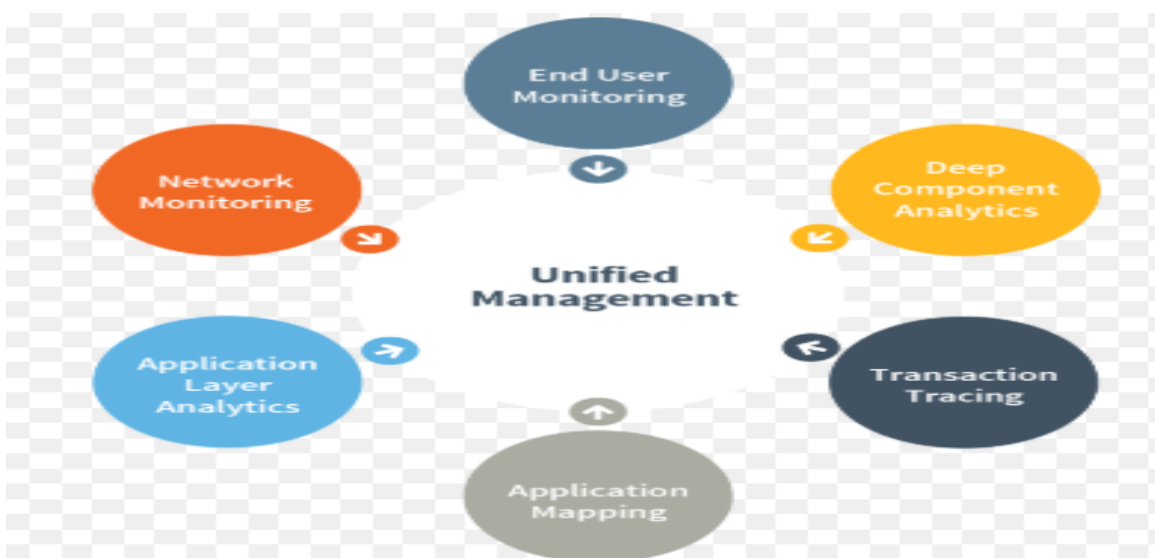 End User
Monitoring
Deep
Component
Analytics
Transaction
Tracing
Application
Mapping
Application
Layer
Analytics
Network
Monitoring
Unified
Management